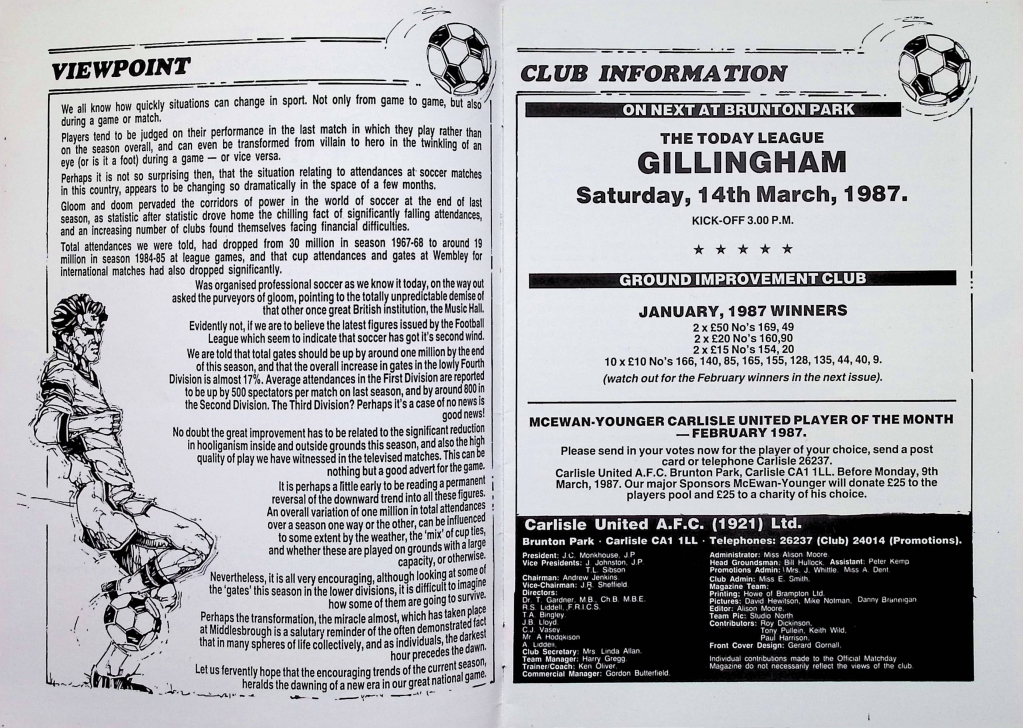 VIEWPOINT
We all know how quickly situations can change in sport. Not only from game to game, but also
during a game or match.
Players tend to be judged on their performance in the last match in which they play rather than
on the season overall, and can even be transformed from villain to hero in the twinkling of an
eye (or is it a foot) during a game — or vice versa.
Perhaps it is not so surprising then, that the situation relating to attendances at soccer matches
in this country, appears to be changing so dramatically in the space of a few months.
Gloom and doom pervaded the corridors of power in the world of soccer at the end of last
season, as statistic after statistic drove home the chilling fact of significantly falling attendances,
and an increasing number of clubs found themselves facing financial difficulties.
Total attendances we were told, had dropped from 30 million in season 1967-68 to around 19
million in season 1984-85 at league games, and that cup attendances and gates at Wembley for
international matches had also dropped significantly.
Was organised professional soccer as we know it today, on the way out
asked the purveyors of gloom, pointing to the totally unpredictable demise of
that other once great British institution, the Music Hall.
Evidently not, if we are to believe the latest figures issued by the Football
League which seem to indicate that soccer has got it's second wind.
We are told that total gates should be up by around one million by the end
of this season, and that the overall increase in gates in the lowly Fourth
Division is almost 17%. Average attendances in the First Division are reported
to be up by 500 spectators per match on last season, and by around 800 in
the Second Division. The Third Division? Perhaps it's a case of no news is
good news!
No doubt the great improvement has to be related to the significant reduction
in hooliganism inside and outside grounds this season, and also the high
quality of play we have witnessed in the televised matches. This can be
nothing but a good advert for the game.
It is perhaps a little early to be reading a permanent
reversal of the downward trend into all these figures.
An overall variation of one million in total attendances
over a season one way or the other, can be influenced
to some extent by the weather, the 'mix' of cup ties,
and whether these are played on grounds with a large
capacity, or otherwise.
Nevertheless, it is all very encouraging, although looking at some of
the 'gates' this season in the lower divisions, it is difficult to imagine
how some of them are going to survive.
Perhaps the transformation, the miracle almost, which has taken place
at Middlesbrough is a salutary reminder of the often demonstrated fact
that in many spheres of life collectively, and as individuals, the darkest
hour precedes the dawn.
Let us fervently hope that the encouraging trends of the current season,
heralds the dawning of a new era in our great national game.
CLUB INFORMATION
ON NEXT AT BRUNTON PARK
THE TODAY LEAGUE
GILLINGHAM
Saturday, 14th March, 1987.
KICK-OFF 3.00 P.M.
GROUND IMPROVEMENT CLUB
JANUARY, 1987 WINNERS
2 x £50 No's 169, 49
2 x £20 No's 160,90
2 x £15 No's 154, 20
10 x £10 No's 166, 140, 85, 165, 155, 128, 135, 44, 40, 9.
(watch out for the February winners in the next issue).
MCEWAN-YOUNGER CARLISLE UNITED PLAYER OF THE MONTH
— FEBRUARY 1987.
Please send in your votes now for the player of your choice, send a post
card or telephone Carlisle 26237.
Carlisle United A.F.C. Brunton Park, Carlisle CA1 1LL. Before Monday, 9th
March, 1987. Our major Sponsors McEwan-Younger will donate £25 to the
players pool and £25 to a charity of his choice.
Carlisle United A.F.C. (1921) Ltd.
Brunton Park · Carlisle CA1 1LL · Telephones: 26237 (Club) 24014 (Promotions).
President: J.C. Monkhouse, J.P
Vice Presidents: J. Johnston, J.P
T.L. Sibson
Chairman: Andrew Jenkins.
Vice-Chairman: J.R. Sheffield.
Directors:
Dr. T. Gardner, M.B., Ch.B. M.B.E.
R.S. Liddell, F.R.I.C.S.
T.A. Bingley.
J.B. Lloyd.
C.J. Vasey
Mr A Hodgkison
A. Liddell
Club Secretary: Mrs Linda Allan.
Team Manager: Harry Gregg.
Trainer/Coach: Ken Oliver.
Commercial Manager: Gordon Butterfield.
Administrator: Miss Alison Moore.
Head Groundsman: Bill Hullock. Assistant: Peter Kemp
Promotions Admin: Mrs. J. Whittle. Miss A. Dent.
Club Admin: Miss E. Smith.
Magazine Team:
Printing: Howe of Brampton Ltd.
Pictures: David Hewitson, Mike Notman, Danny Brannigan
Editor: Alison Moore.
Team Pic: Studio North
Contributors: Roy Dickinson,
Tony Pullein, Keith Wild,
Paul Harrison.
Front Cover Design: Gerard Gornall,
Individual contributions made to the Official Matchday
Magazine do not necessarily reflect the views of the club.